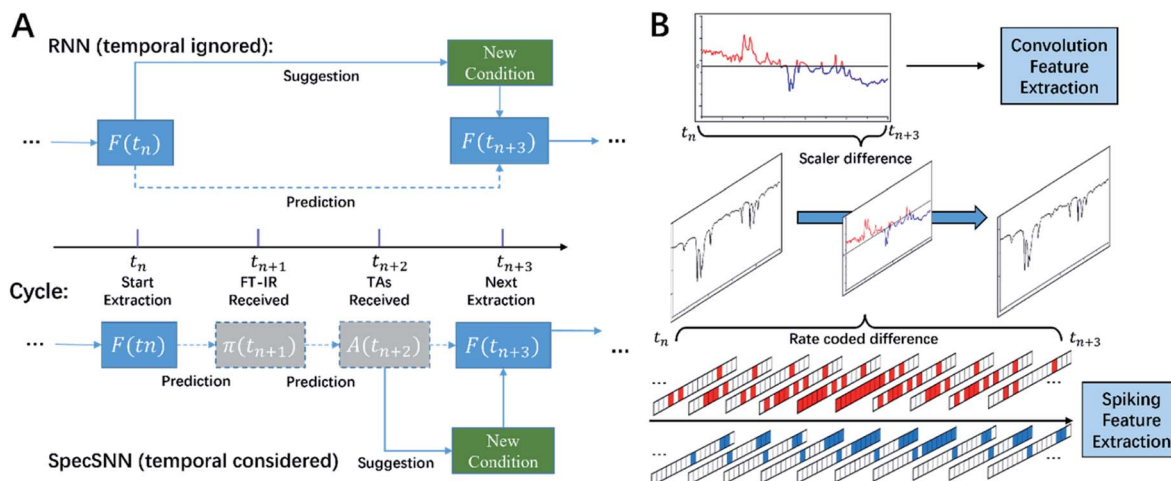 A
RNN (temporal ignored):
New
Condition
Suggestion
...
F(t_n)
F(t_{n+3})
...
Prediction
t_n
t_{n+1}
t_{n+2}
t_{n+3}
Cycle:
Start
Extraction
FT-IR
Received
TAs
Received
Next
Extraction
...
F(tn)
π(t_{n+1})
A(t_{n+2})
F(t_{n+3})
...
Prediction
Prediction
New
Condition
SpecSNN (temporal considered)
Suggestion
B
0
Convolution
Feature
Extraction
t_n
t_{n+3}
Scaler difference
t_n
t_{n+3}
Rate coded difference
...
...
Spiking
Feature
Extraction
...
...